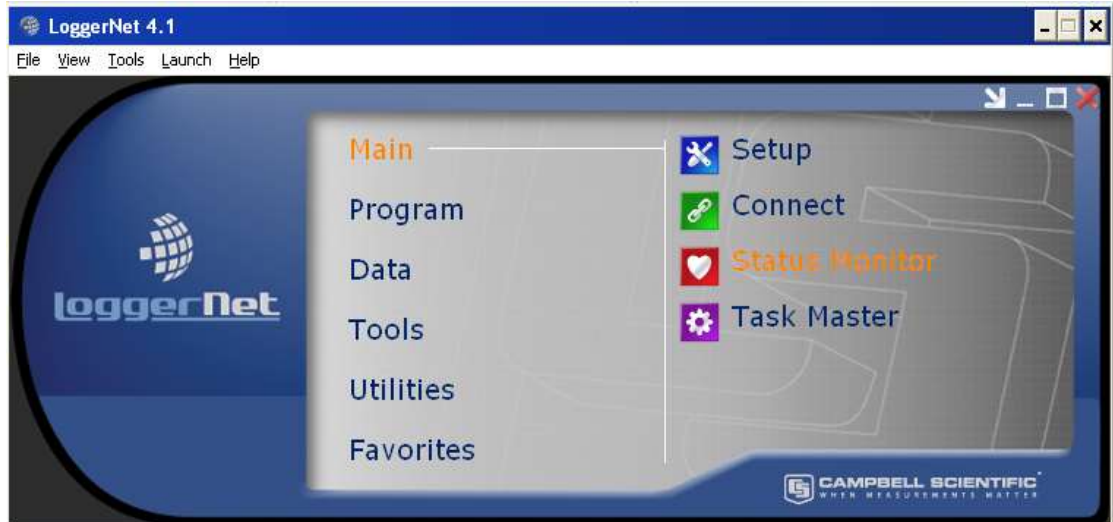 LoggerNet 4.1
File View Tools Launch Help
Main
Program
Data
Tools
Utilities
Favorites
Setup
Connect
Status Monitor
Task Master
LoggerNet
CAMPBELL SCIENTIFIC
WHEN MEASUREMENTS MATTER